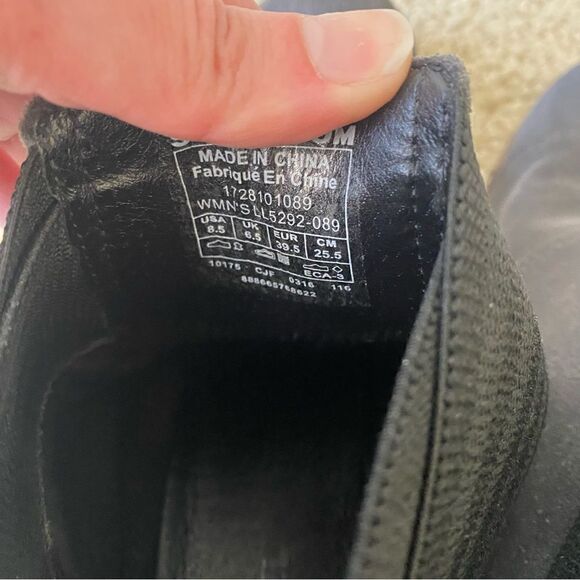 MADE IN CHINA
Fabriqué En Chine
1728101089
WMN'S LL5292-089
USA UK EUR CM
8.5 6.5 39.5 25.5
10175 CJF 0316 116 ECA-3
888665768622